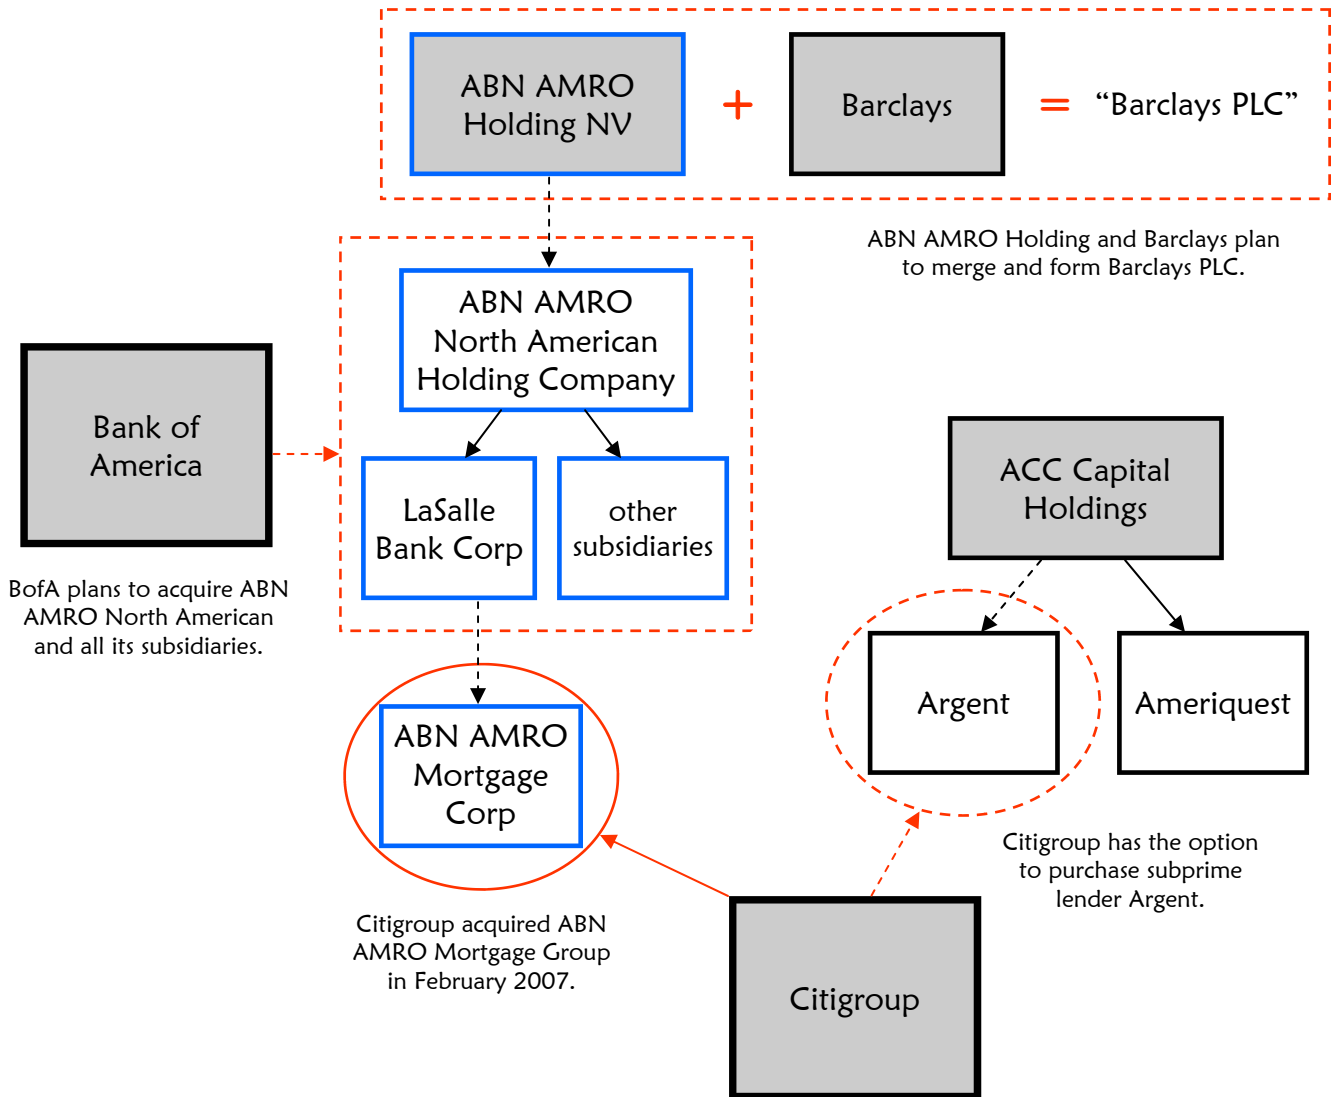 ABN AMRO
Holding NV
+
Barclays
=
“Barclays PLC”
ABN AMRO Holding and Barclays plan
to merge and form Barclays PLC.
ABN AMRO
North American
Holding Company
Bank of
America
LaSalle
Bank Corp
other
subsidiaries
ACC Capital
Holdings
BofA plans to acquire ABN
AMRO North American
and all its subsidiaries.
Argent
Ameriquest
ABN AMRO
Mortgage
Corp
Citigroup has the option
to purchase subprime
lender Argent.
Citigroup acquired ABN
AMRO Mortgage Group
in February 2007.
Citigroup